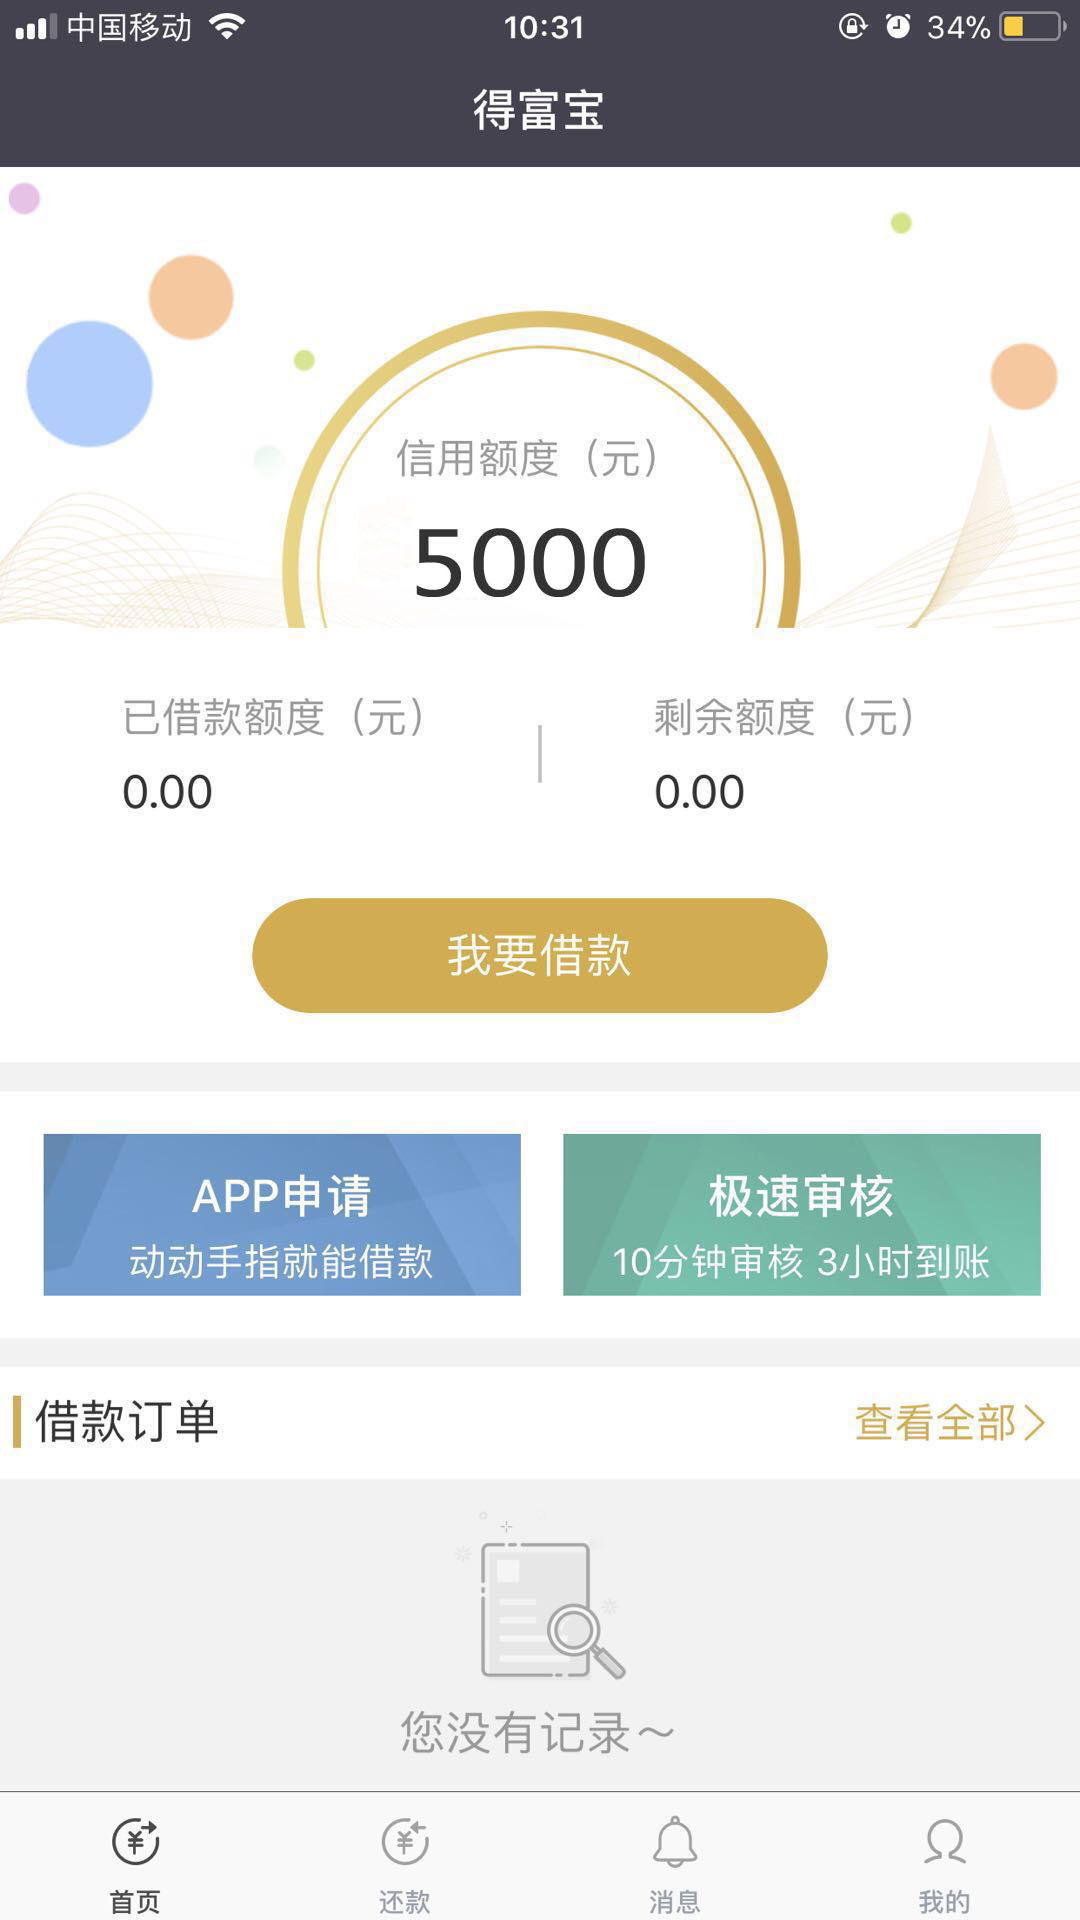 中国移动 10:31 34%
得富宝
信用额度（元）
5000
已借款额度（元） 剩余额度（元）
0.00 0.00
我要借款
APP申请 极速审核
动动手指就能借款 10分钟审核 3小时到账
借款订单 查看全部
您没有记录～
首页 还款 消息 我的